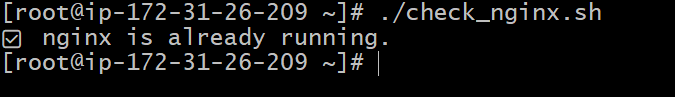 [root@ip-172-31-26-209 ~]# ./check_nginx.sh
☑ nginx is already running.
[root@ip-172-31-26-209 ~]#